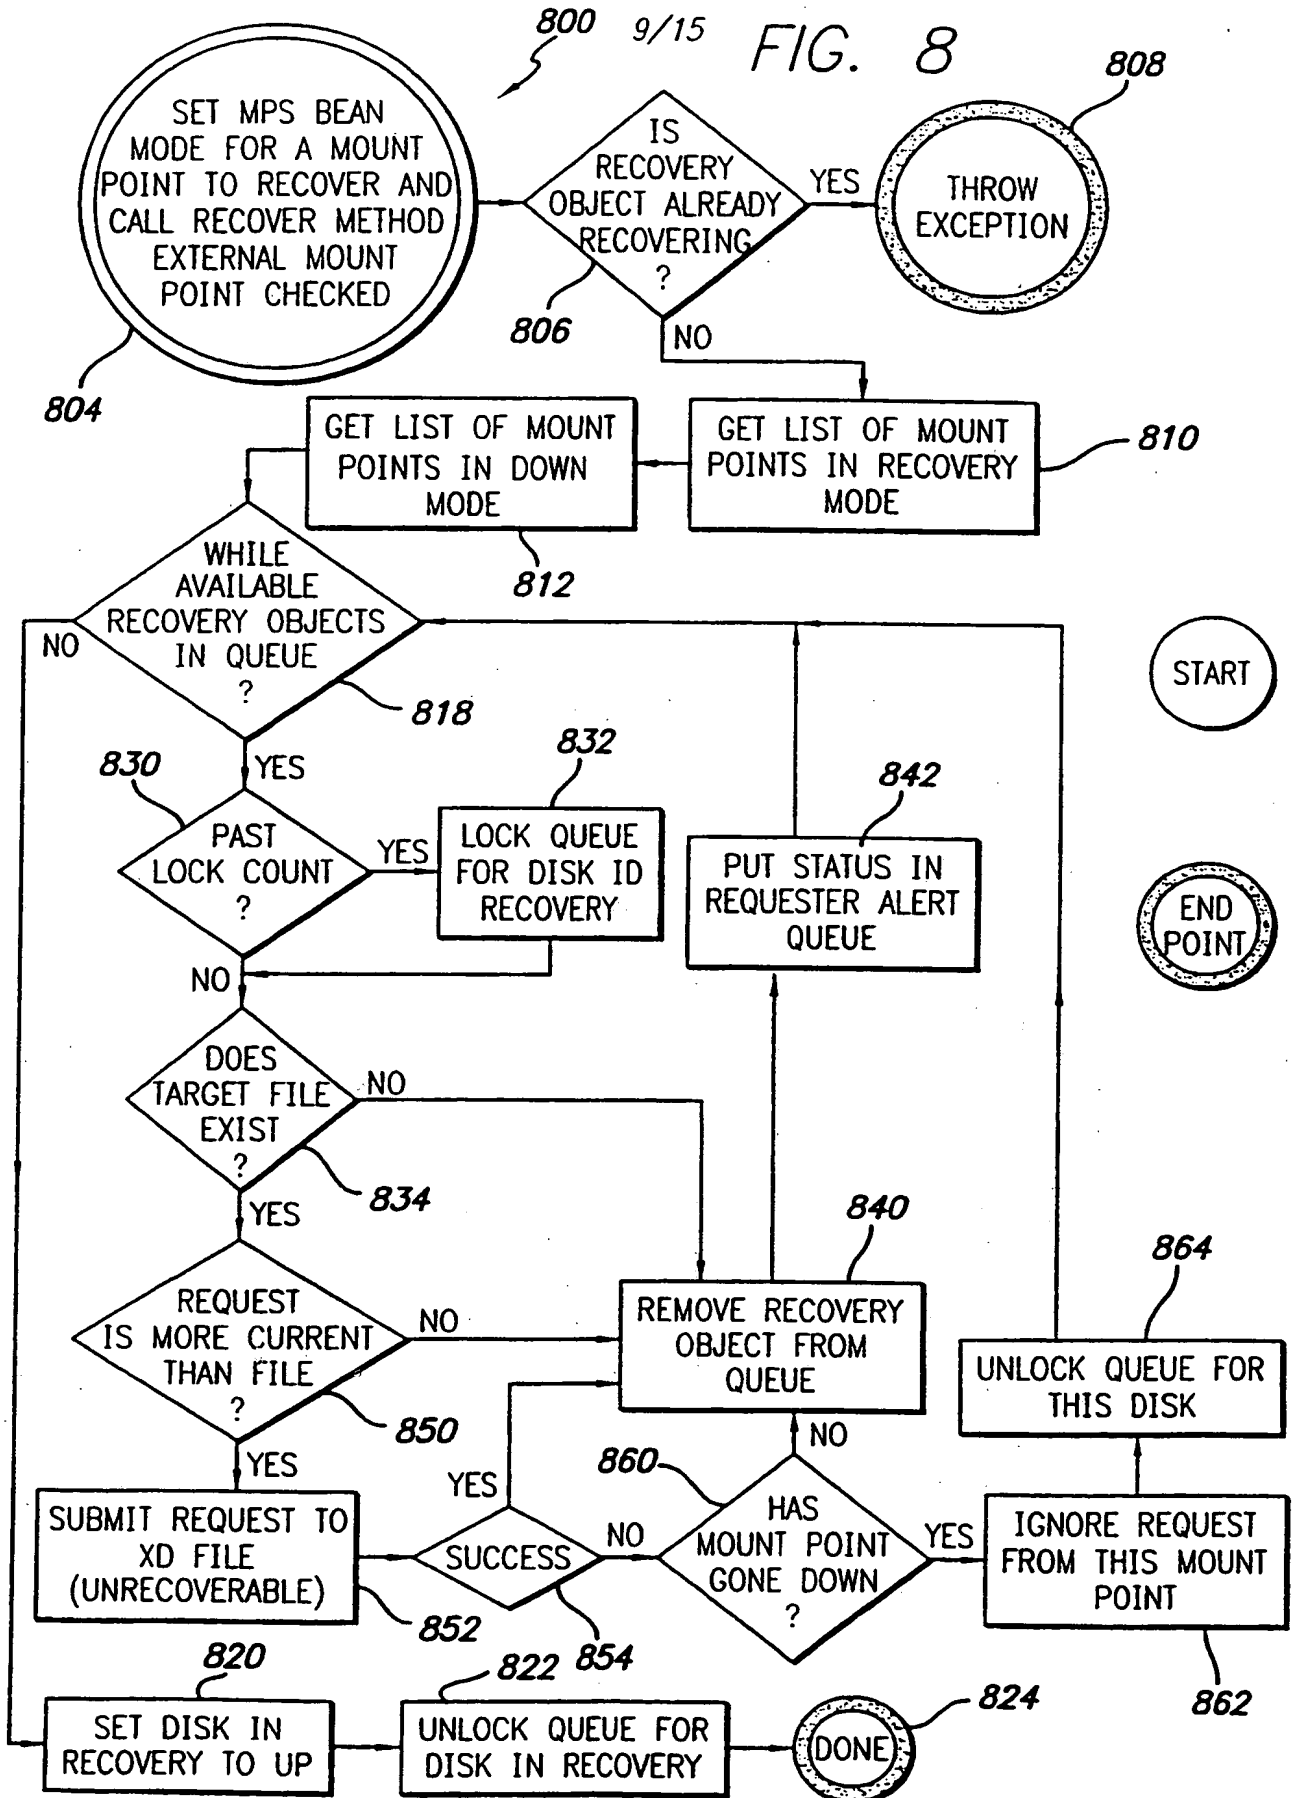 800
9/15
FIG. 8
808
SET MPS BEAN
MODE FOR A MOUNT
POINT TO RECOVER AND
CALL RECOVER METHOD
EXTERNAL MOUNT
POINT CHECKED
804
IS
RECOVERY
OBJECT ALREADY
RECOVERING
?
806
YES
THROW
EXCEPTION
NO
GET LIST OF MOUNT
POINTS IN DOWN
MODE
812
GET LIST OF MOUNT
POINTS IN RECOVERY
MODE
810
WHILE
AVAILABLE
RECOVERY OBJECTS
IN QUEUE
?
NO
818
START
YES
830
PAST
LOCK COUNT
?
YES
832
LOCK QUEUE
FOR DISK ID
RECOVERY
842
PUT STATUS IN
REQUESTER ALERT
QUEUE
END
POINT
NO
DOES
TARGET FILE
EXIST
?
NO
834
YES
840
864
REQUEST
IS MORE CURRENT
THAN FILE
?
NO
850
REMOVE RECOVERY
OBJECT FROM
QUEUE
UNLOCK QUEUE FOR
THIS DISK
YES
YES
860
NO
SUBMIT REQUEST TO
XD FILE
(UNRECOVERABLE)
852
SUCCESS
854
NO
HAS
MOUNT POINT
GONE DOWN
?
YES
IGNORE REQUEST
FROM THIS MOUNT
POINT
862
820
SET DISK IN
RECOVERY TO UP
822
UNLOCK QUEUE FOR
DISK IN RECOVERY
DONE
824